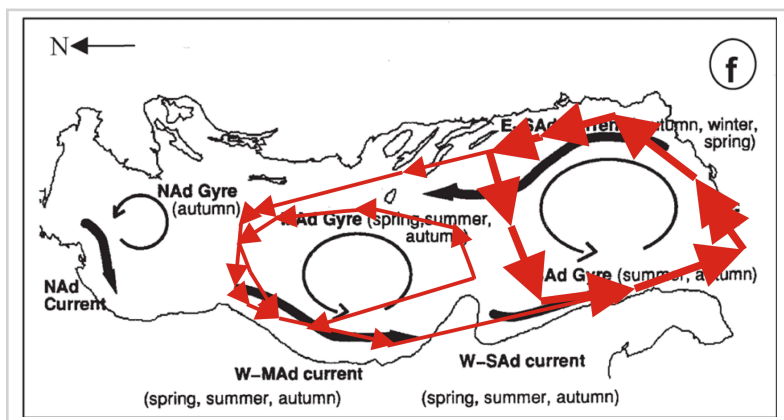 N
f
E–SAd current (autumn, winter,
spring)
NAd Gyre
(autumn)
MAd Gyre (spring,summer,
autumn)
NAd
Current
SAd Gyre (summer, autumn)
W–MAd current
(spring, summer, autumn)
W–SAd current
(spring, summer, autumn)